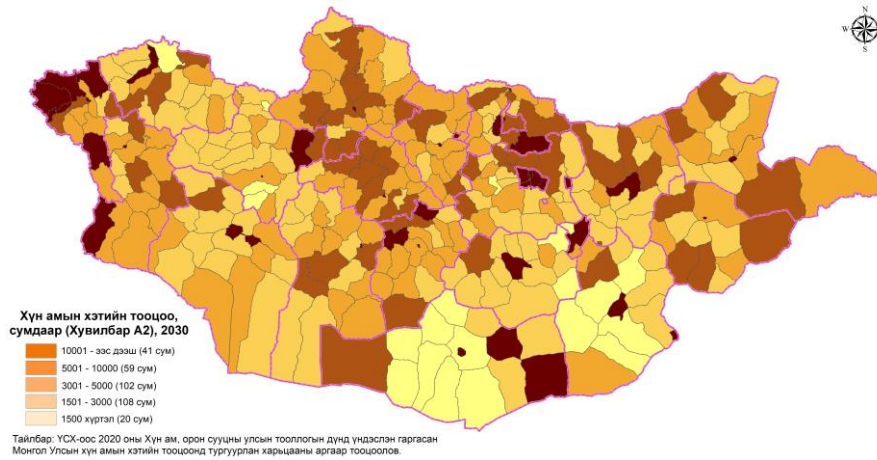 N
W
E
S
Хүн амын хэтийн тооцоо,
сумдаар (Хувилбар А2), 2030
10001 - ээс дээш (41 сум)
5001 - 10000 (59 сум)
3001 - 5000 (102 сум)
1501 - 3000 (108 сум)
1500 хүртэл (20 сум)
Тайлбар: ҮСХ-оос 2020 оны Хүн ам, орон сууцны улсын тооллогын дүнд үндэслэн гаргасан
Монгол Улсын хүн амын хэтийн тооцоонд тургуурлан харьцааны аргаар тооцоолов.